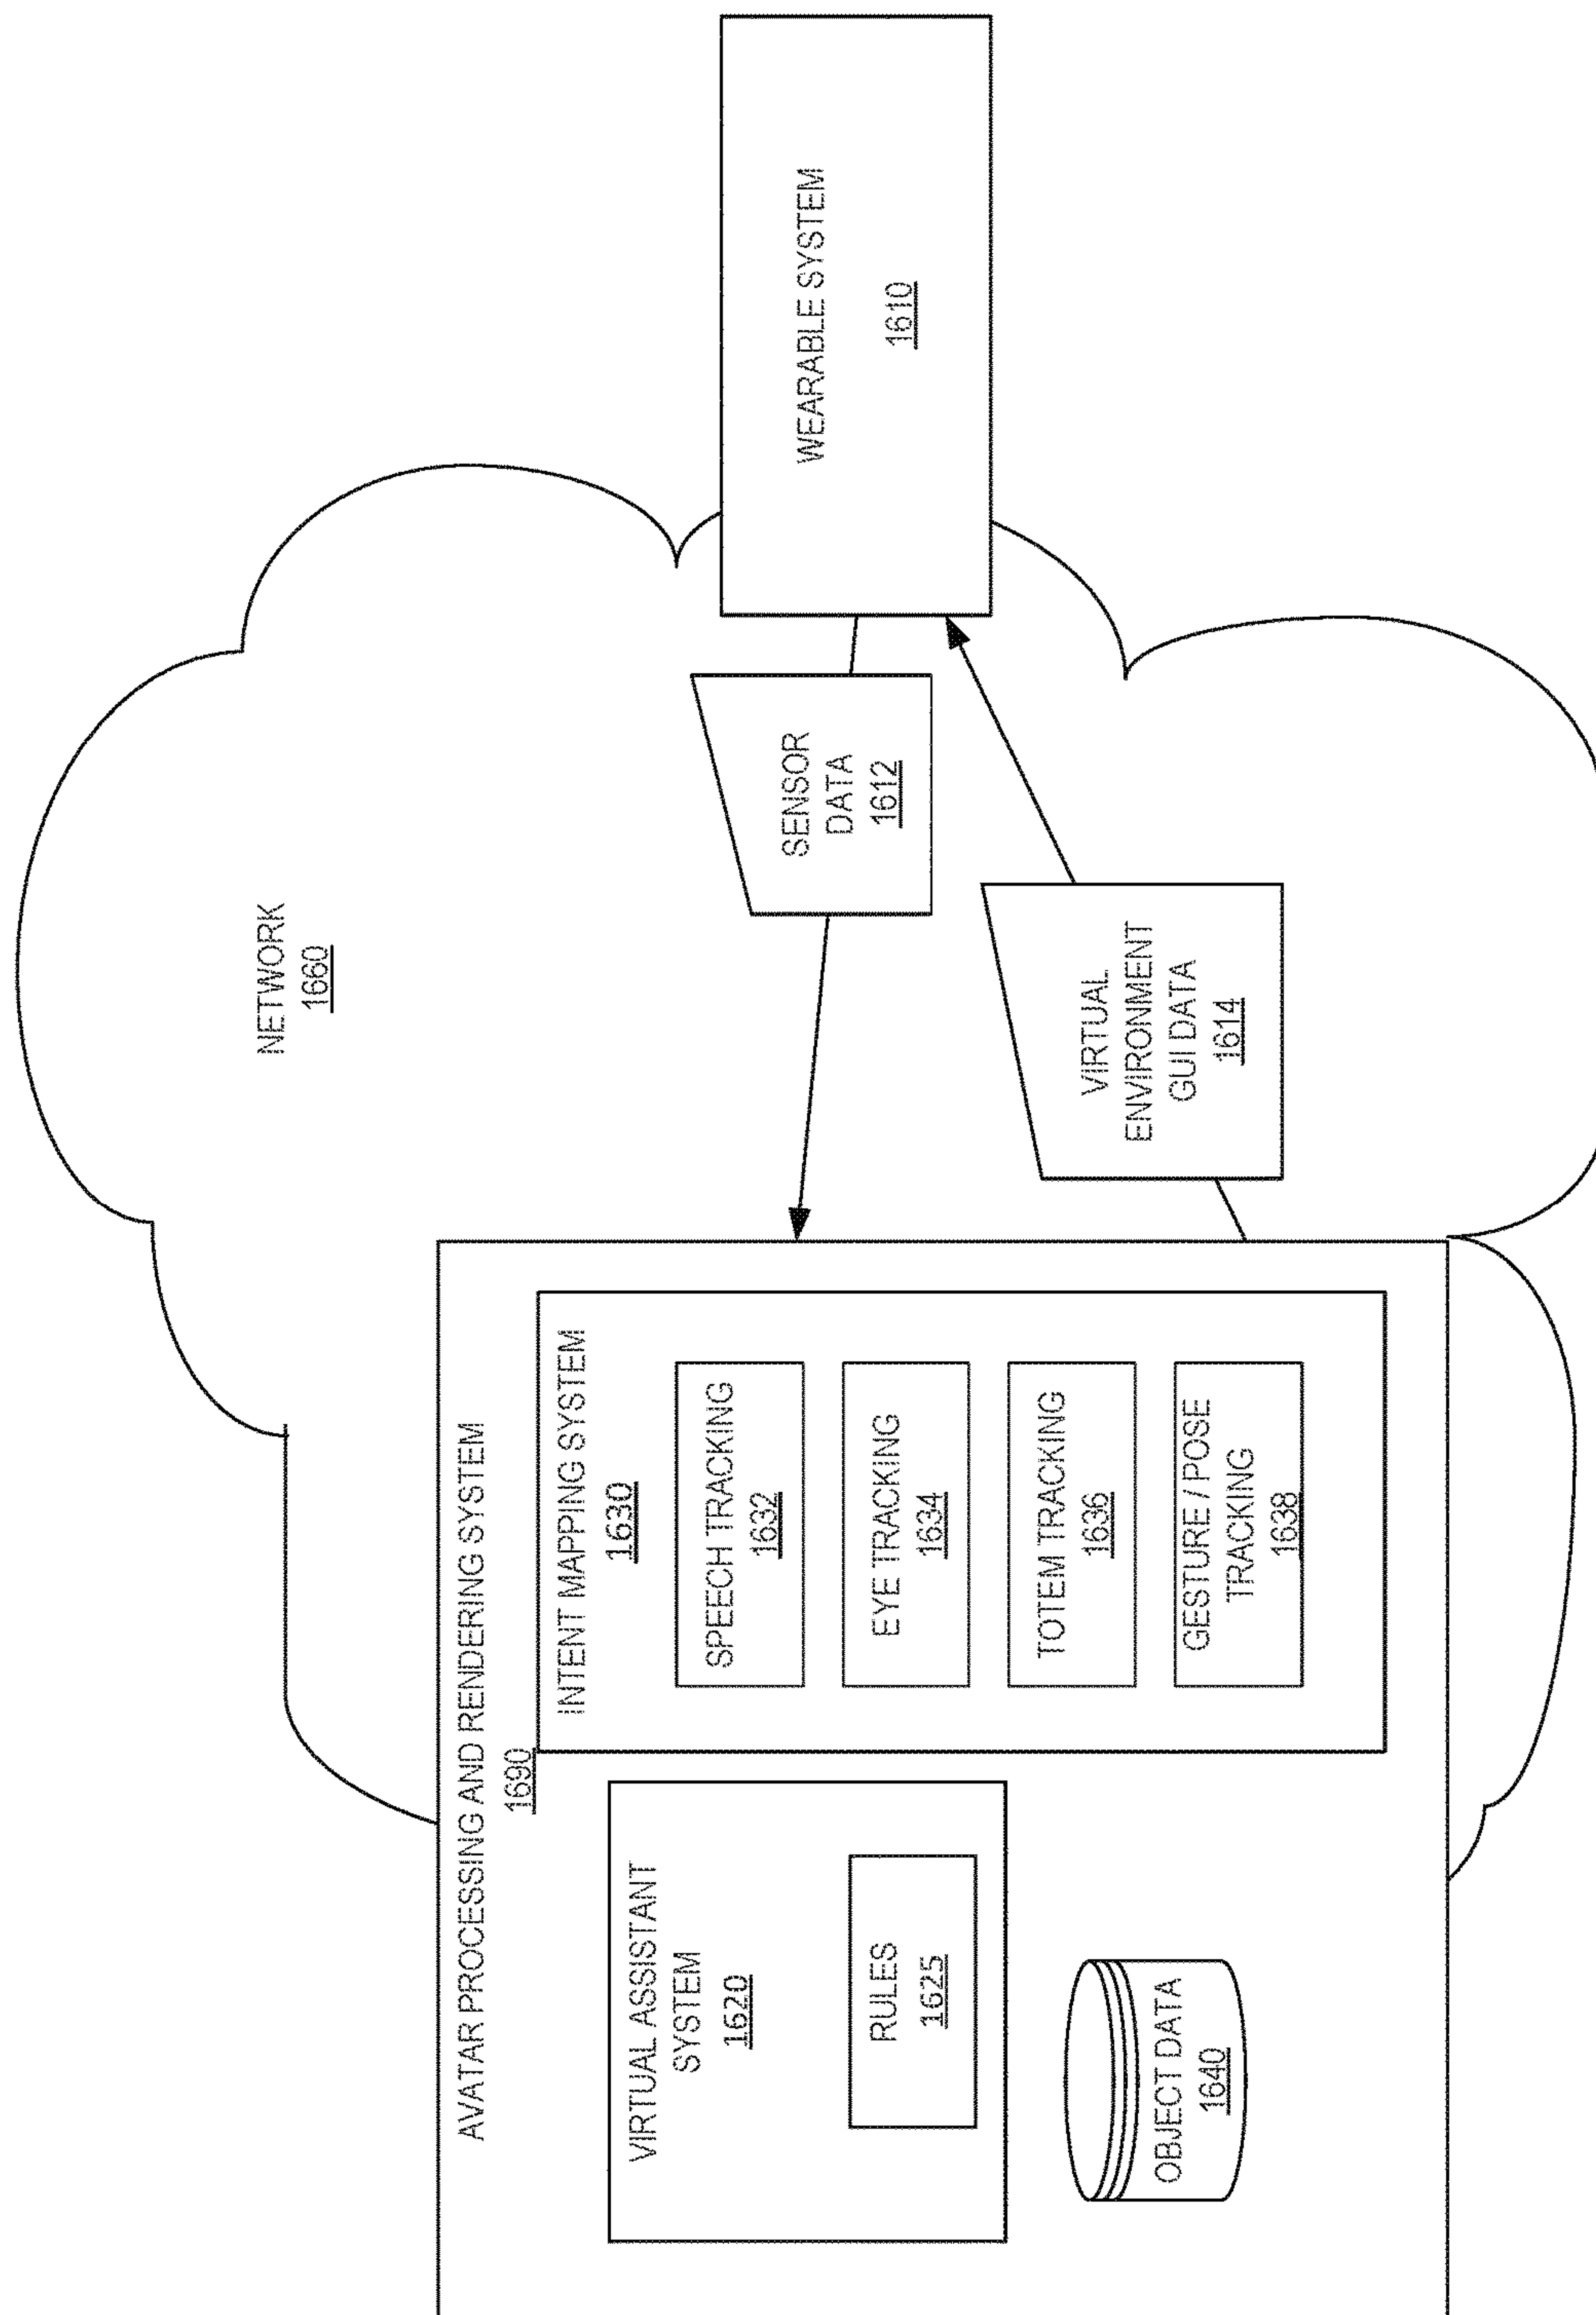 AVATAR PROCESSING AND RENDERING SYSTEM
1690
VIRTUAL ASSISTANT
SYSTEM
1620
RULES
1625
OBJECT DATA
1640
INTENT MAPPING SYSTEM
1630
SPEECH TRACKING
1632
EYE TRACKING
1634
TOTEM TRACKING
1636
GESTURE / POSE
TRACKING
1638
NETWORK
1660
SENSOR
DATA
1612
VIRTUAL
ENVIRONMENT
GUI DATA
1614
WEARABLE SYSTEM
1610